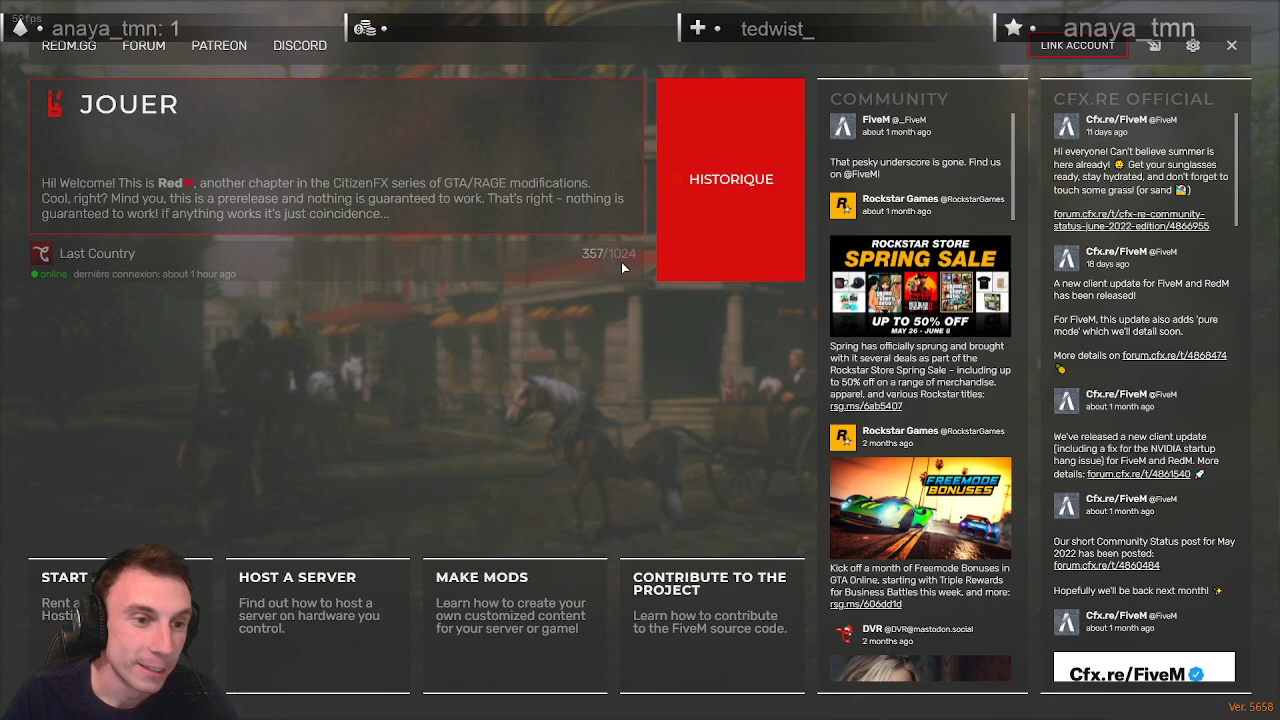 59fps
anaya_tmn: 1
tedwist_
anaya_tmn
REDM.GG FORUM PATREON DISCORD
LINK ACCOUNT
JOUER
Hi! Welcome! This is RedM, another chapter in the CitizenFX series of GTA/RAGE modifications.
Cool, right? Mind you, this is a prerelease and nothing is guaranteed to work. That's right - nothing is
guaranteed to work! If anything works it's just coincidence...
Last Country
357/1024
online dernière connexion: about 1 hour ago
HISTORIQUE
COMMUNITY
FiveM @_FiveM
about 1 month ago
That pesky underscore is gone. Find us
on @FiveM!
Rockstar Games @RockstarGames
about 1 month ago
ROCKSTAR STORE
SPRING SALE
UP TO 50% OFF
MAY 26 - JUNE 8
Spring has officially sprung and brought
with it several deals as part of the
Rockstar Store Spring Sale – including up
to 50% off on a range of merchandise,
apparel, and various Rockstar titles:
rsg.ms/6ab5407
Rockstar Games @RockstarGames
2 months ago
FREEMODE
BONUSES
Kick off a month of Freemode Bonuses in
GTA Online, starting with Triple Rewards
for Business Battles this week, and more:
rsg.ms/606dd1d
DVR @DVR@mastodon.social
2 months ago
CFX.RE OFFICIAL
Cfx.re/FiveM @FiveM
11 days ago
Hi everyone! Can't believe summer is
here already! 🌞 Get your sunglasses
ready, stay hydrated, and don't forget to
touch some grass! (or sand 🏖)
forum.cfx.re/t/cfx-re-community-
status-june-2022-edition/4866955
Cfx.re/FiveM @FiveM
18 days ago
A new client update for FiveM and RedM
has been released!
For FiveM, this update also adds 'pure
mode' which we'll detail soon.
More details on forum.cfx.re/t/4868474
Cfx.re/FiveM @FiveM
about 1 month ago
We've released a new client update
(including a fix for the NVIDIA startup
hang issue) for FiveM and RedM. More
details: forum.cfx.re/t/4861540 🚀
Cfx.re/FiveM @FiveM
about 1 month ago
Our short Community Status post for May
2022 has been posted:
forum.cfx.re/t/4860484
Hopefully we'll be back next month! ✨
Cfx.re/FiveM @FiveM
about 1 month ago
Cfx.re/FiveM
START
Rent a
HOST A SERVER
Find out how to host a
server on hardware you
control.
MAKE MODS
Learn how to create your
own customized content
for your server or game!
CONTRIBUTE TO THE
PROJECT
Learn how to contribute
to the FiveM source code.
Ver. 5658